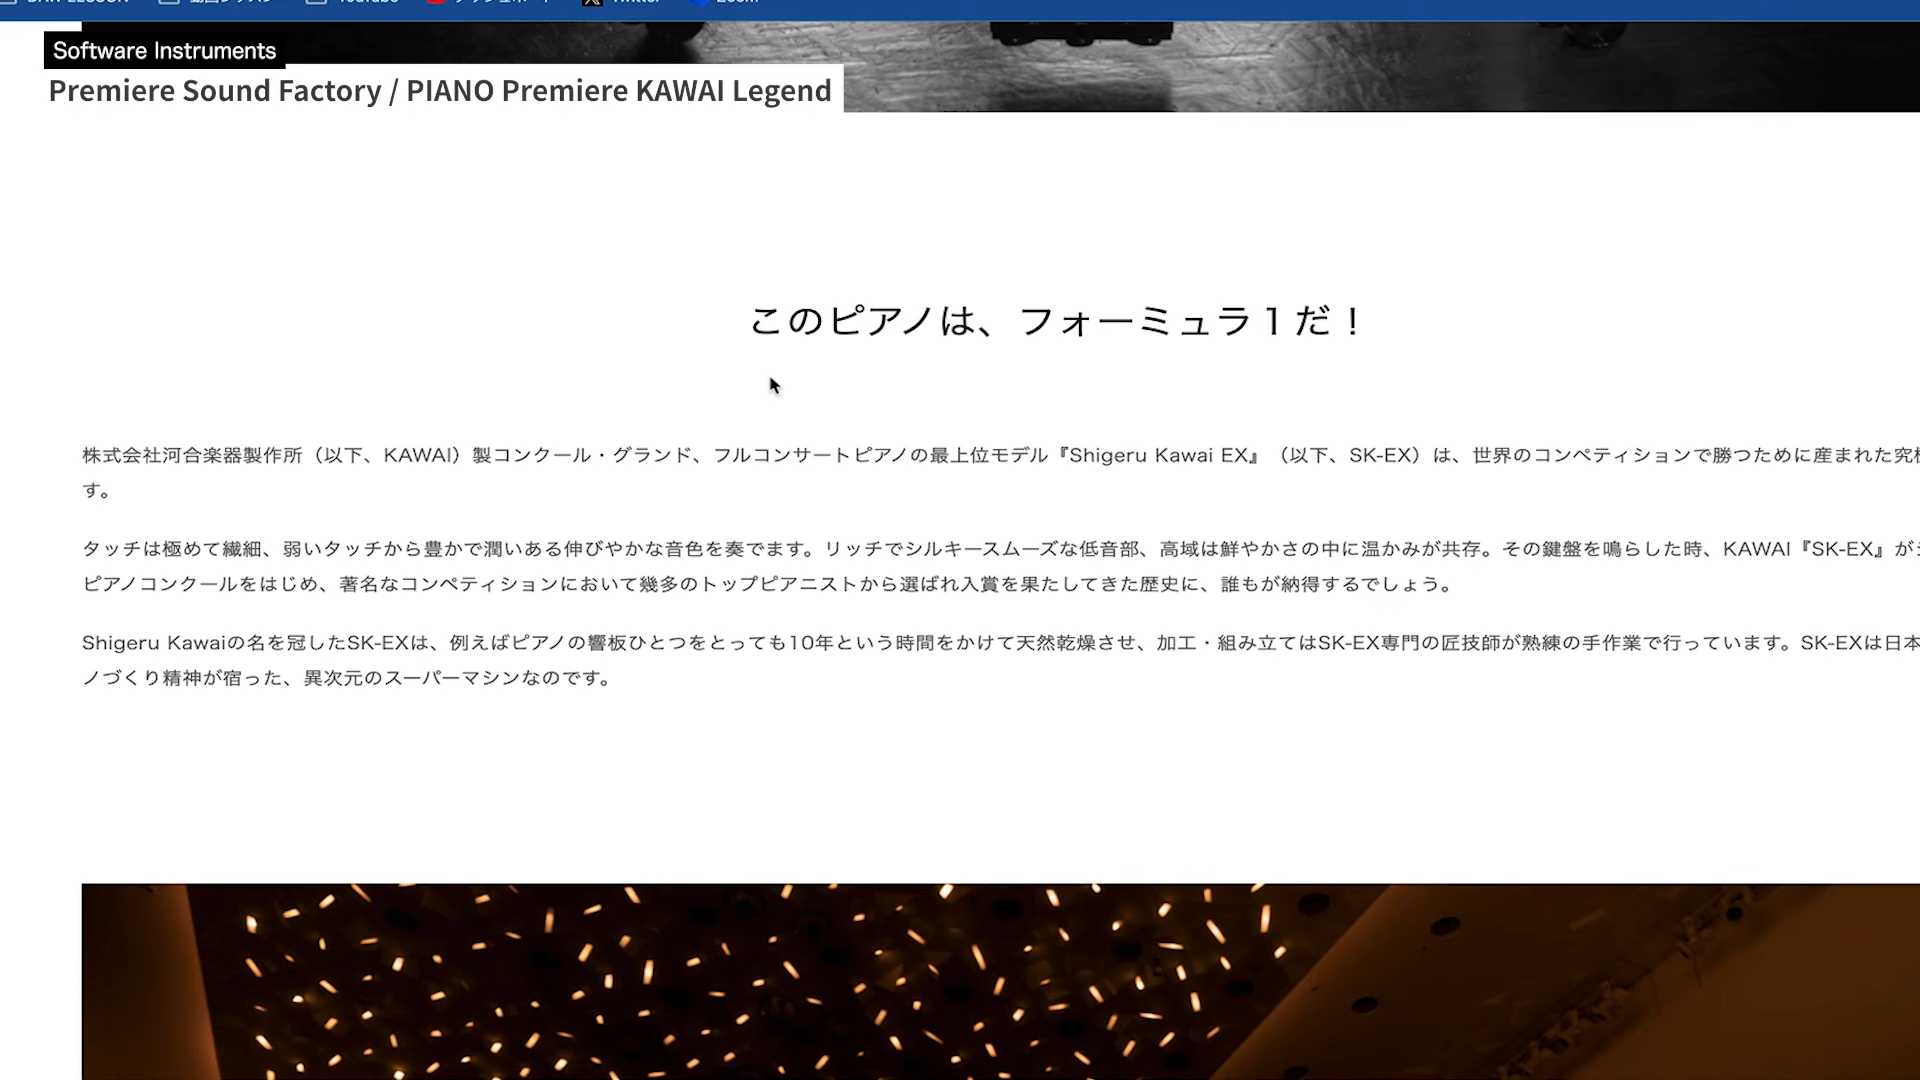 YouTube
Twitter
Zoom
Software Instruments
Premiere Sound Factory / PIANO Premiere KAWAI Legend
このピアノは、フォーミュラ１だ！
株式会社河合楽器製作所（以下、KAWAI）製コンクール・グランド、フルコンサートピアノの最上位モデル『Shigeru Kawai EX』（以下、SK-EX）は、世界のコンペティションで勝つために産まれた究
す。
タッチは極めて繊細、弱いタッチから豊かで潤いある伸びやかな音色を奏でます。リッチでシルキースムーズな低音部、高域は鮮やかさの中に温かみが共存。その鍵盤を鳴らした時、KAWAI『SK-EX』が
ピアノコンクールをはじめ、著名なコンペティションにおいて幾多のトップピアニストから選ばれ入賞を果たしてきた歴史に、誰もが納得するでしょう。
Shigeru Kawaiの名を冠したSK-EXは、例えばピアノの響板ひとつをとっても10年という時間をかけて天然乾燥させ、加工・組み立てはSK-EX専門の匠技師が熟練の手作業で行っています。SK-EXは日本
ノづくり精神が宿った、異次元のスーパーマシンなのです。